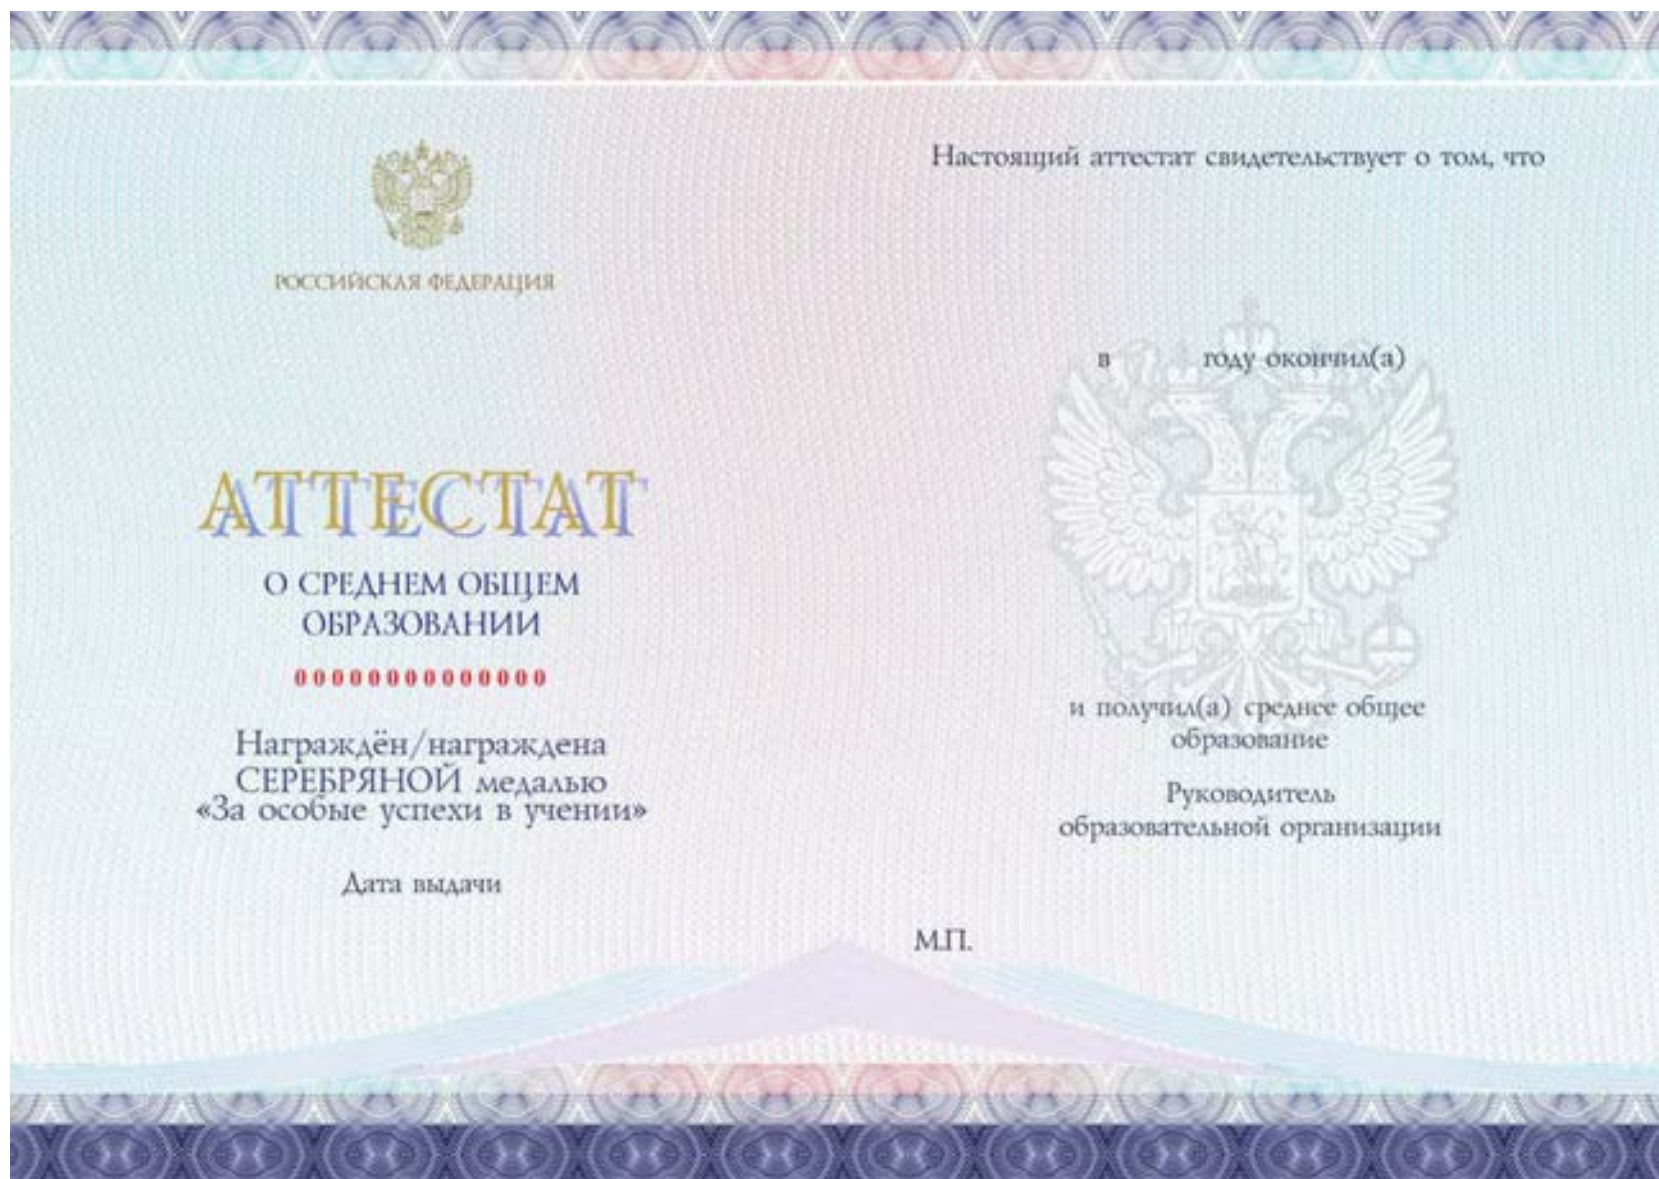 РОССИЙСКАЯ ФЕДЕРАЦИЯ
АТТЕСТАТ
О СРЕДНЕМ ОБЩЕМ
ОБРАЗОВАНИИ
00000000000000
Награждён/награждена
СЕРЕБРЯНОЙ медалью
«За особые успехи в учении»
Дата выдачи
Настоящий аттестат свидетельствует о том, что
в году окончил(а)
и получил(а) среднее общее
образование
Руководитель
образовательной организации
М.П.